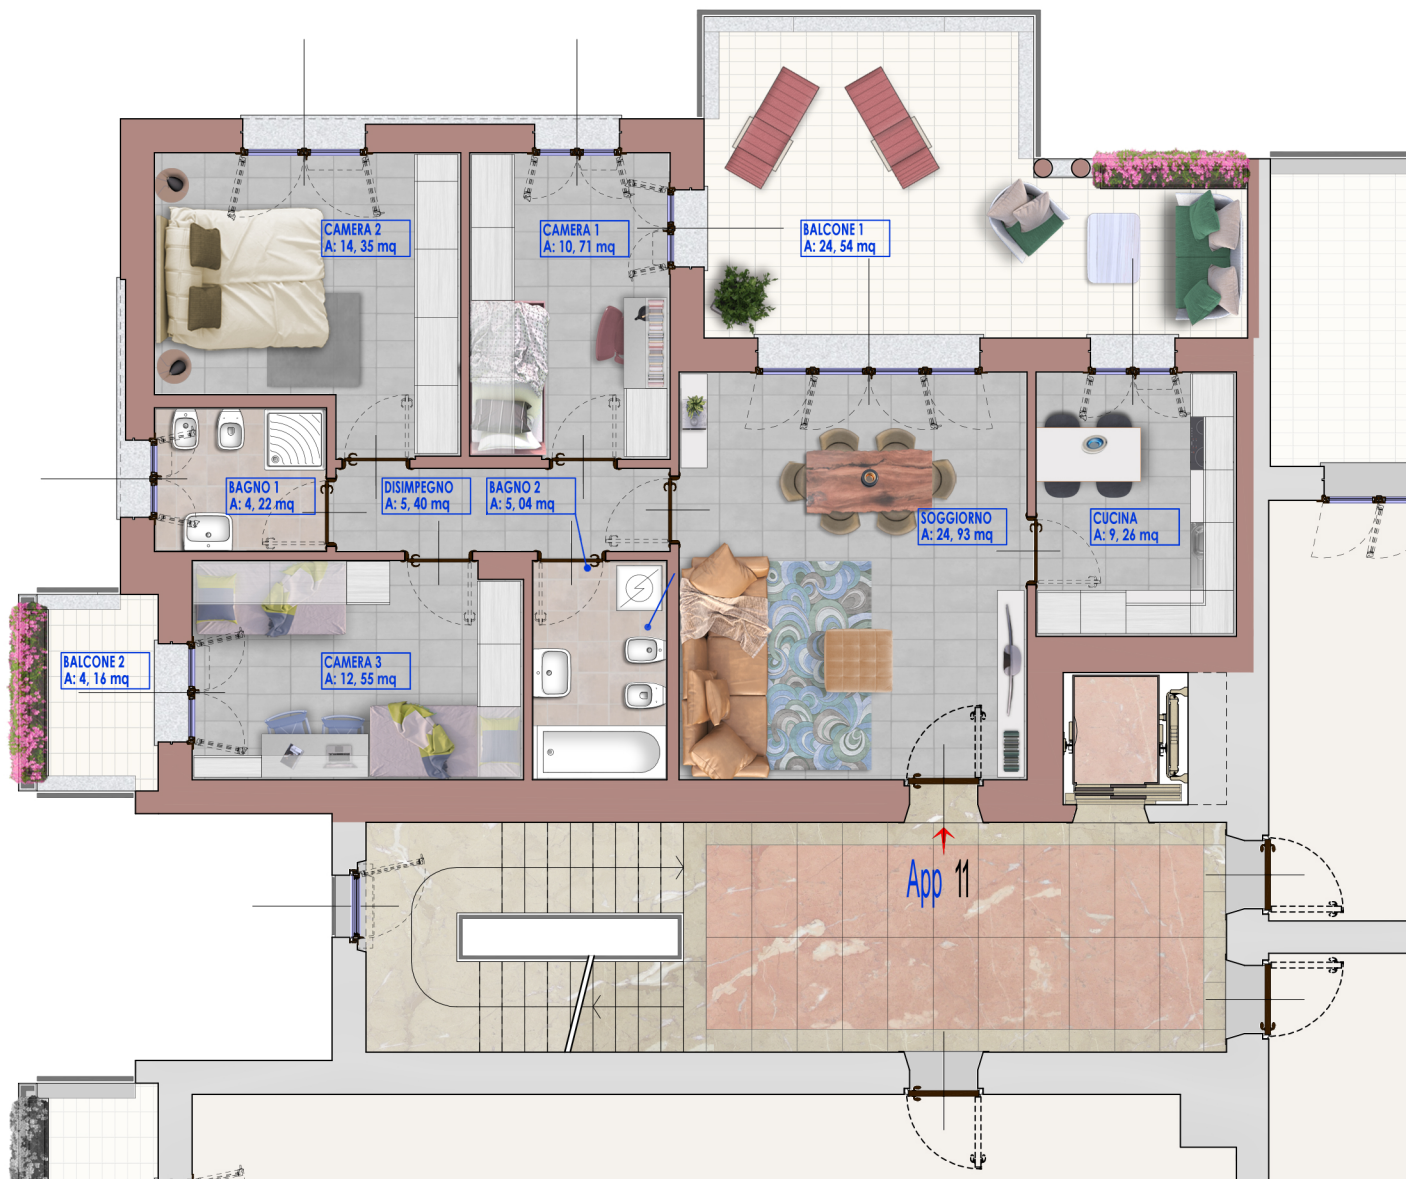 CAMERA 2
A: 14, 35 mq
CAMERA 1
A: 10, 71 mq
BALCONE 1
A: 24, 54 mq
BAGNO 1
A: 4, 22 mq
DISIMPEGNO
A: 5, 40 mq
BAGNO 2
A: 5, 04 mq
SOGGIORNO
A: 24, 93 mq
CUCINA
A: 9, 26 mq
BALCONE 2
A: 4, 16 mq
CAMERA 3
A: 12, 55 mq
App 11